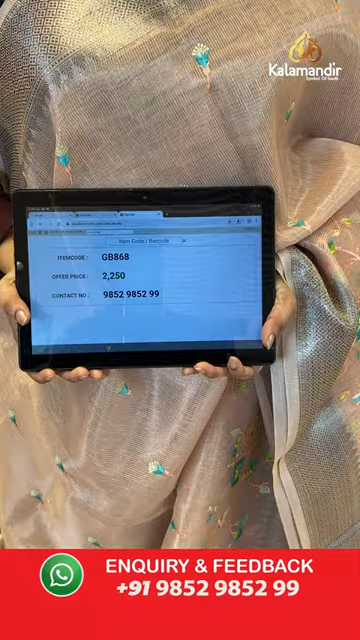 Kalamandir
Symbol Of South
Item Code / Barcode
ITEMCODE : GB868
OFFER PRICE : 2,250
CONTACT NO : 9852 9852 99
ENQUIRY & FEEDBACK
+91 9852 9852 99